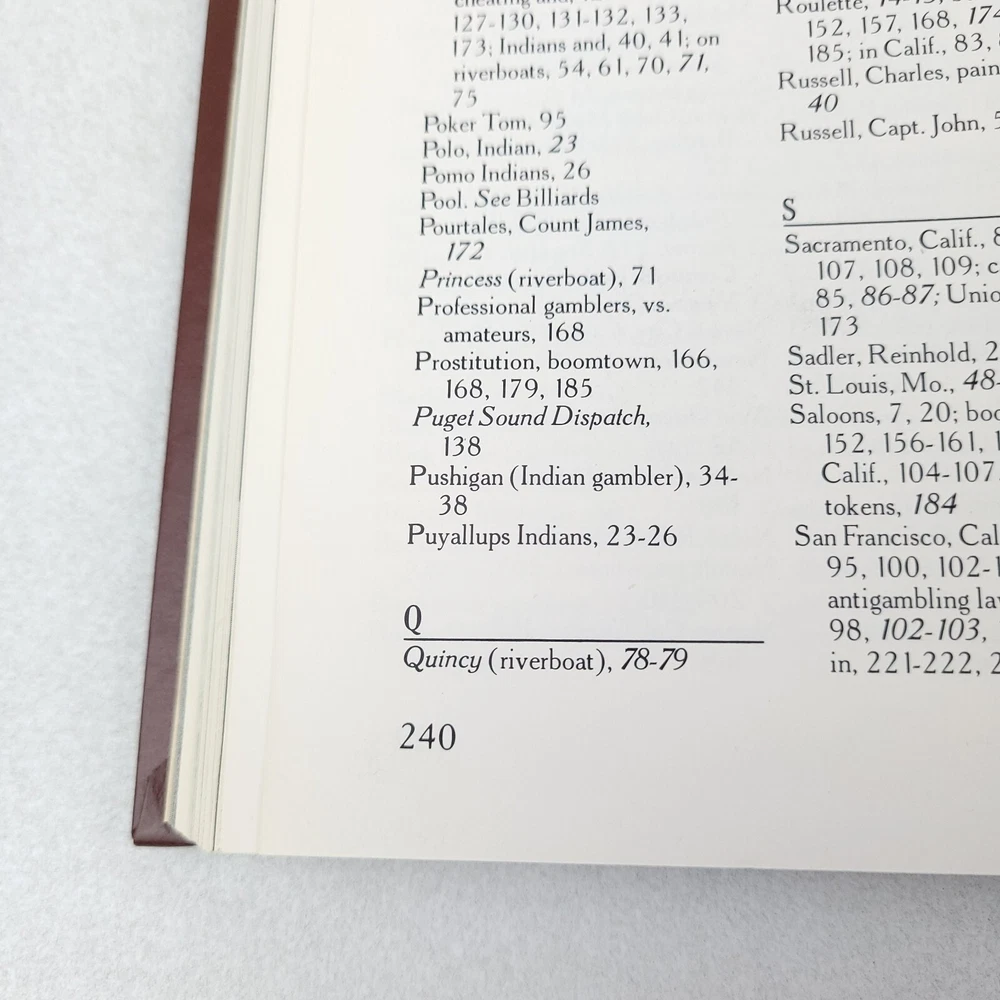 127-130, 131-132, 133,
173; Indians and, 40, 41; on
riverboats, 54, 61, 70, 71,
75
Poker Tom, 95
Polo, Indian, 23
Pomo Indians, 26
Pool. See Billiards
Pourtales, Count James,
172
Princess (riverboat), 71
Professional gamblers, vs.
amateurs, 168
Prostitution, boomtown, 166,
168, 179, 185
Puget Sound Dispatch,
138
Pushigan (Indian gambler), 34-
38
Puyallups Indians, 23-26
Q
Quincy (riverboat), 78-79
240
Roulette,
152, 157, 168, 174
185; in Calif., 83,
Russell, Charles,
40
Russell, Capt. John,
S
Sacramento, Calif.,
107, 108, 109;
85, 86-87;
173
Sadler, Reinhold,
St. Louis, Mo., 48-
Saloons, 7, 20;
152, 156-161,
Calif., 104-107
tokens, 184
San Francisco,
95, 100,
antigambling
98, 102-103,
in, 221-222,